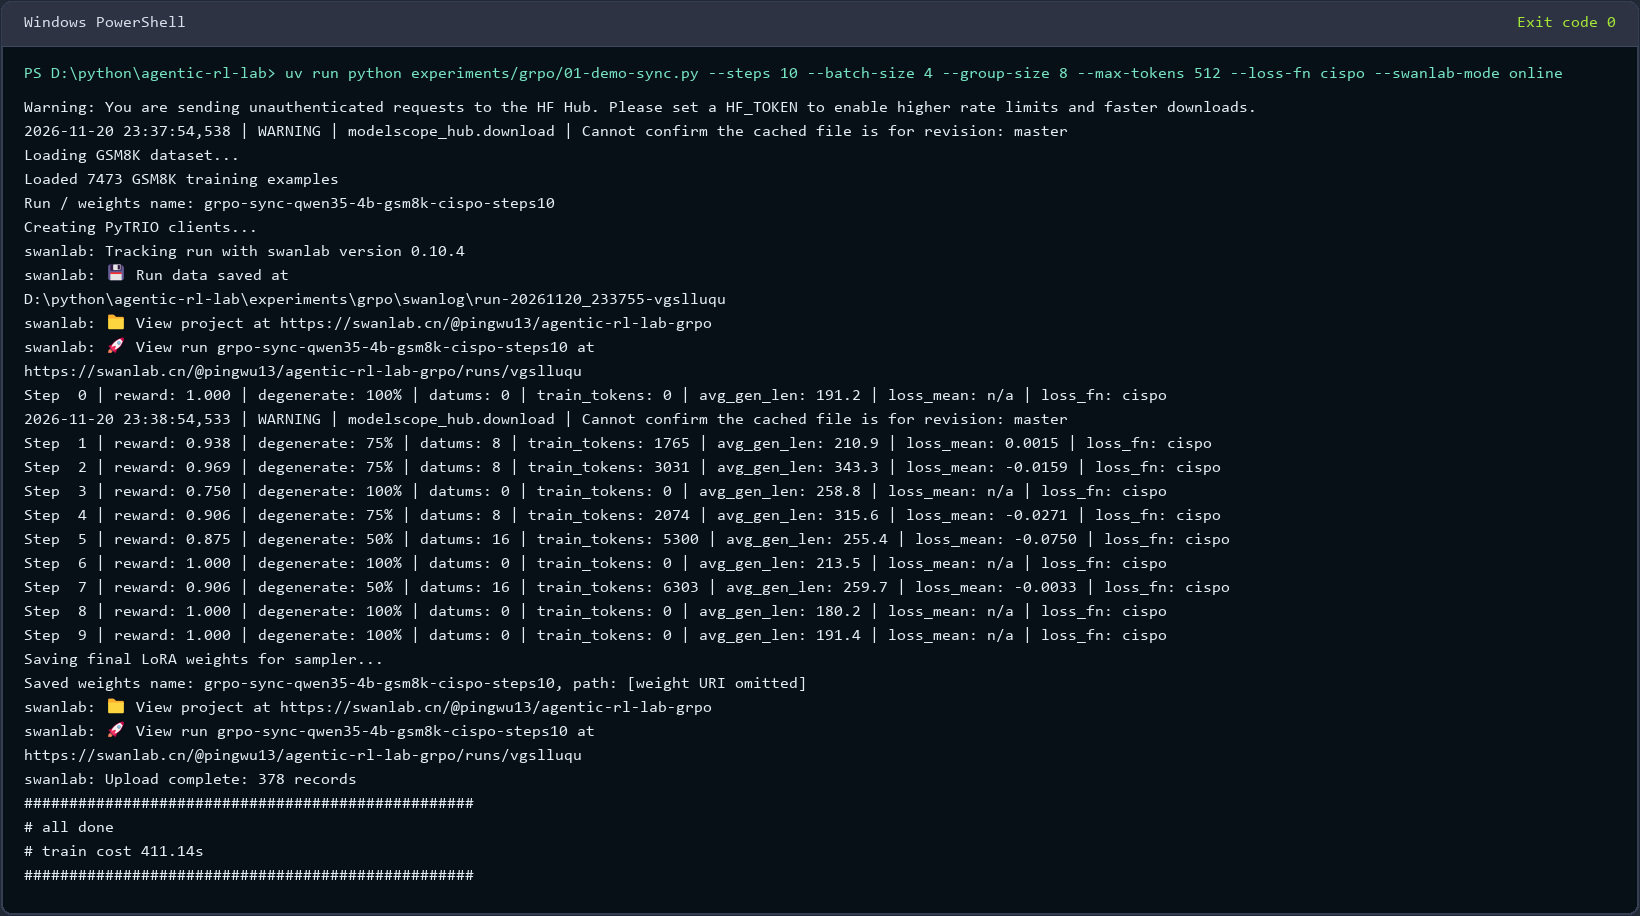 Windows PowerShell
Exit code 0
PS D:\python\agentic-rl-lab> uv run python experiments/grpo/01-demo-sync.py --steps 10 --batch-size 4 --group-size 8 --max-tokens 512 --loss-fn cispo --swanlab-mode online
Warning: You are sending unauthenticated requests to the HF Hub. Please set a HF_TOKEN to enable higher rate limits and faster downloads.
2026-11-20 23:37:54,538 | WARNING | modelscope_hub.download | Cannot confirm the cached file is for revision: master
Loading GSM8K dataset...
Loaded 7473 GSM8K training examples
Run / weights name: grpo-sync-qwen35-4b-gsm8k-cispo-steps10
Creating PyTRIO clients...
swanlab: Tracking run with swanlab version 0.10.4
swanlab: 💾 Run data saved at
D:\python\agentic-rl-lab\experiments\grpo\swanlog\run-20261120_233755-vgslluqu
swanlab: 📁 View project at https://swanlab.cn/@pingwu13/agentic-rl-lab-grpo
swanlab: 🚀 View run grpo-sync-qwen35-4b-gsm8k-cispo-steps10 at
https://swanlab.cn/@pingwu13/agentic-rl-lab-grpo/runs/vgslluqu
Step  0 | reward: 1.000 | degenerate: 100% | datums: 0 | train_tokens: 0 | avg_gen_len: 191.2 | loss_mean: n/a | loss_fn: cispo
2026-11-20 23:38:54,533 | WARNING | modelscope_hub.download | Cannot confirm the cached file is for revision: master
Step  1 | reward: 0.938 | degenerate: 75% | datums: 8 | train_tokens: 1765 | avg_gen_len: 210.9 | loss_mean: 0.0015 | loss_fn: cispo
Step  2 | reward: 0.969 | degenerate: 75% | datums: 8 | train_tokens: 3031 | avg_gen_len: 343.3 | loss_mean: -0.0159 | loss_fn: cispo
Step  3 | reward: 0.750 | degenerate: 100% | datums: 0 | train_tokens: 0 | avg_gen_len: 258.8 | loss_mean: n/a | loss_fn: cispo
Step  4 | reward: 0.906 | degenerate: 75% | datums: 8 | train_tokens: 2074 | avg_gen_len: 315.6 | loss_mean: -0.0271 | loss_fn: cispo
Step  5 | reward: 0.875 | degenerate: 50% | datums: 16 | train_tokens: 5300 | avg_gen_len: 255.4 | loss_mean: -0.0750 | loss_fn: cispo
Step  6 | reward: 1.000 | degenerate: 100% | datums: 0 | train_tokens: 0 | avg_gen_len: 213.5 | loss_mean: n/a | loss_fn: cispo
Step  7 | reward: 0.906 | degenerate: 50% | datums: 16 | train_tokens: 6303 | avg_gen_len: 259.7 | loss_mean: -0.0033 | loss_fn: cispo
Step  8 | reward: 1.000 | degenerate: 100% | datums: 0 | train_tokens: 0 | avg_gen_len: 180.2 | loss_mean: n/a | loss_fn: cispo
Step  9 | reward: 1.000 | degenerate: 100% | datums: 0 | train_tokens: 0 | avg_gen_len: 191.4 | loss_mean: n/a | loss_fn: cispo
Saving final LoRA weights for sampler...
Saved weights name: grpo-sync-qwen35-4b-gsm8k-cispo-steps10, path: [weight URI omitted]
swanlab: 📁 View project at https://swanlab.cn/@pingwu13/agentic-rl-lab-grpo
swanlab: 🚀 View run grpo-sync-qwen35-4b-gsm8k-cispo-steps10 at
https://swanlab.cn/@pingwu13/agentic-rl-lab-grpo/runs/vgslluqu
swanlab: Upload complete: 378 records
##################################################
# all done
# train cost 411.14s
##################################################